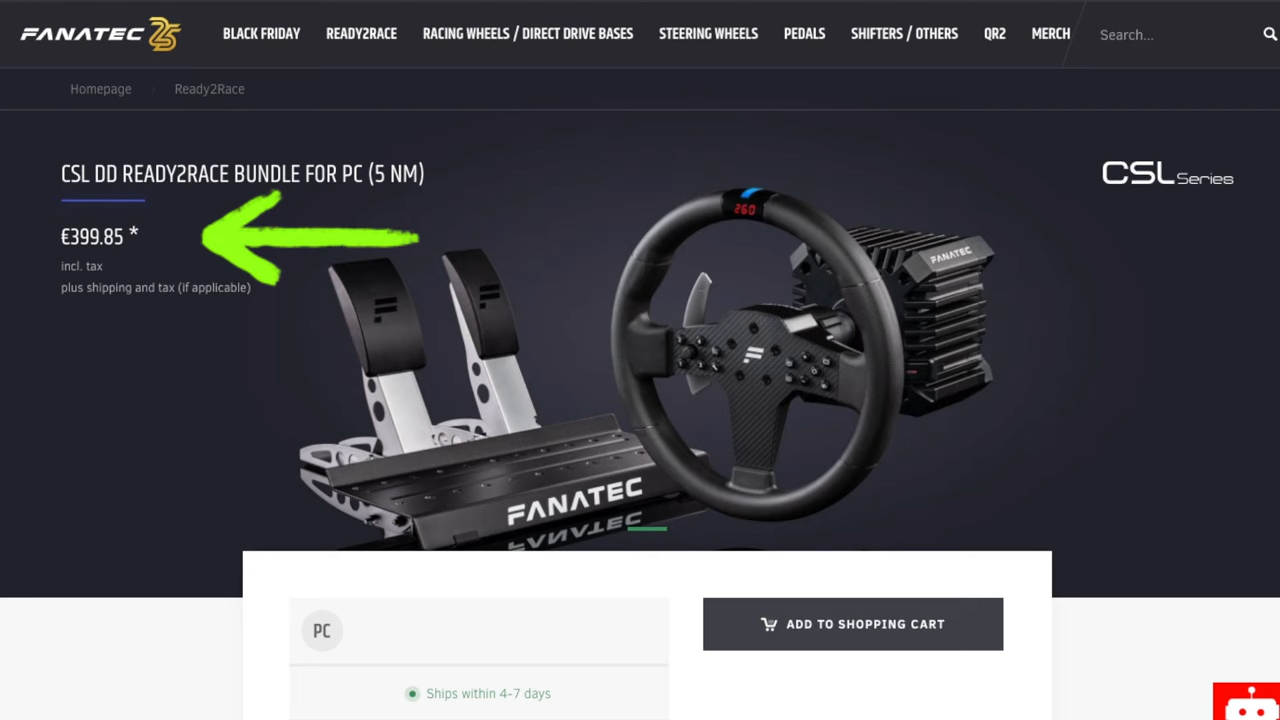 FANATEC 25
BLACK FRIDAY
READY2RACE
RACING WHEELS / DIRECT DRIVE BASES
STEERING WHEELS
PEDALS
SHIFTERS / OTHERS
QR2
MERCH
Search...
Homepage
Ready2Race
CSL DD READY2RACE BUNDLE FOR PC (5 NM)
CSL Series
€399.85 *
incl. tax
plus shipping and tax (if applicable)
260
FANATEC
FANATEC
PC
ADD TO SHOPPING CART
Ships within 4-7 days